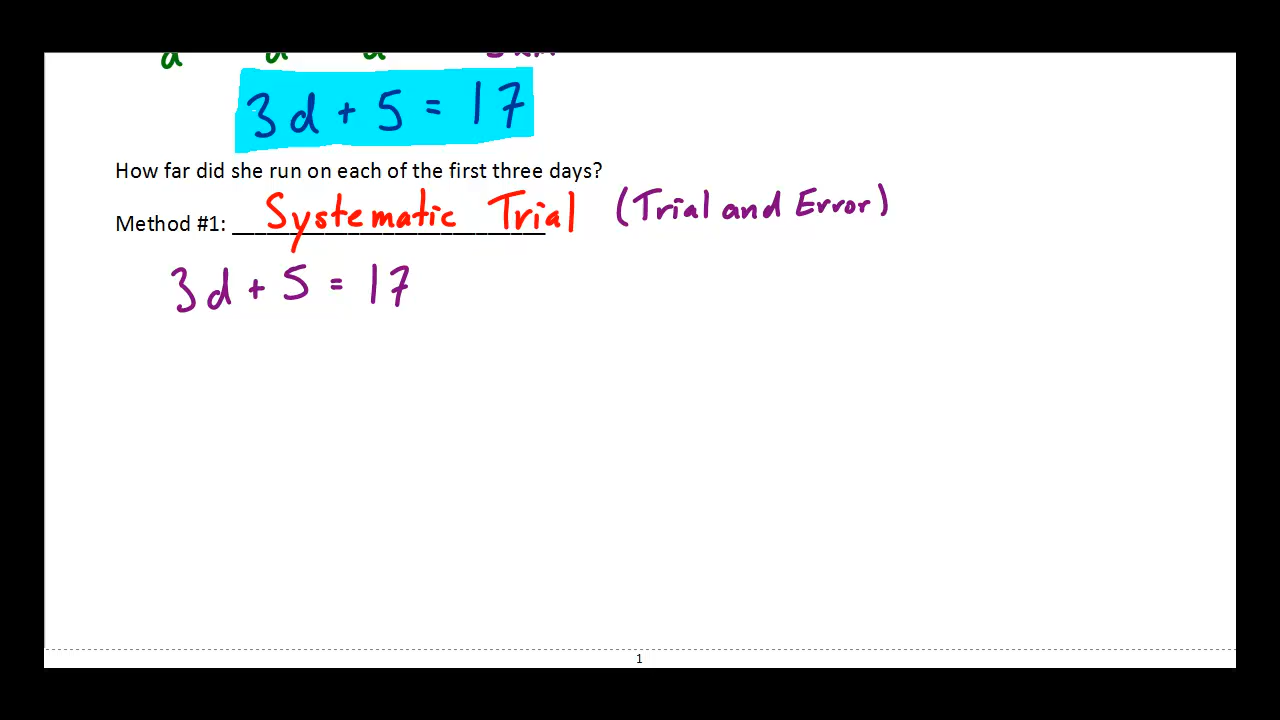 d d d
3d + 5 = 17
How far did she run on each of the first three days?
Method #1: Systematic Trial (Trial and Error)
3d + 5 = 17
1